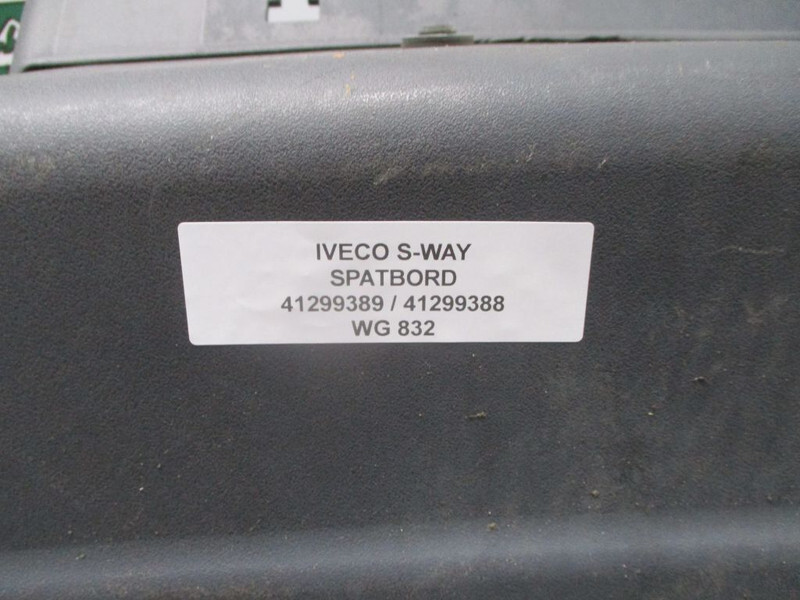 IVECO S-WAY
SPATBORD
41299389 / 41299388
WG 832